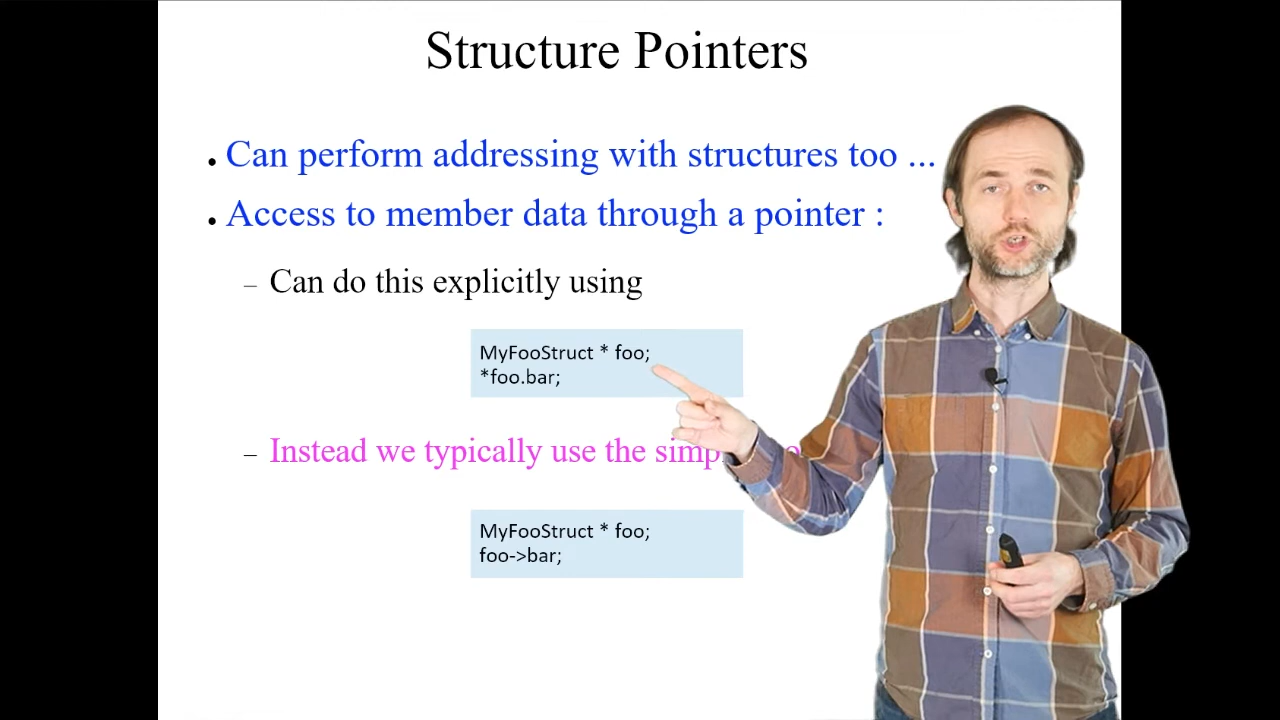 Structure Pointers
● Can perform addressing with structures too ...
● Access to member data through a pointer :
– Can do this explicitly using
MyFooStruct * foo;
*foo.bar;
– Instead we typically use the
MyFooStruct * foo;
foo->bar;